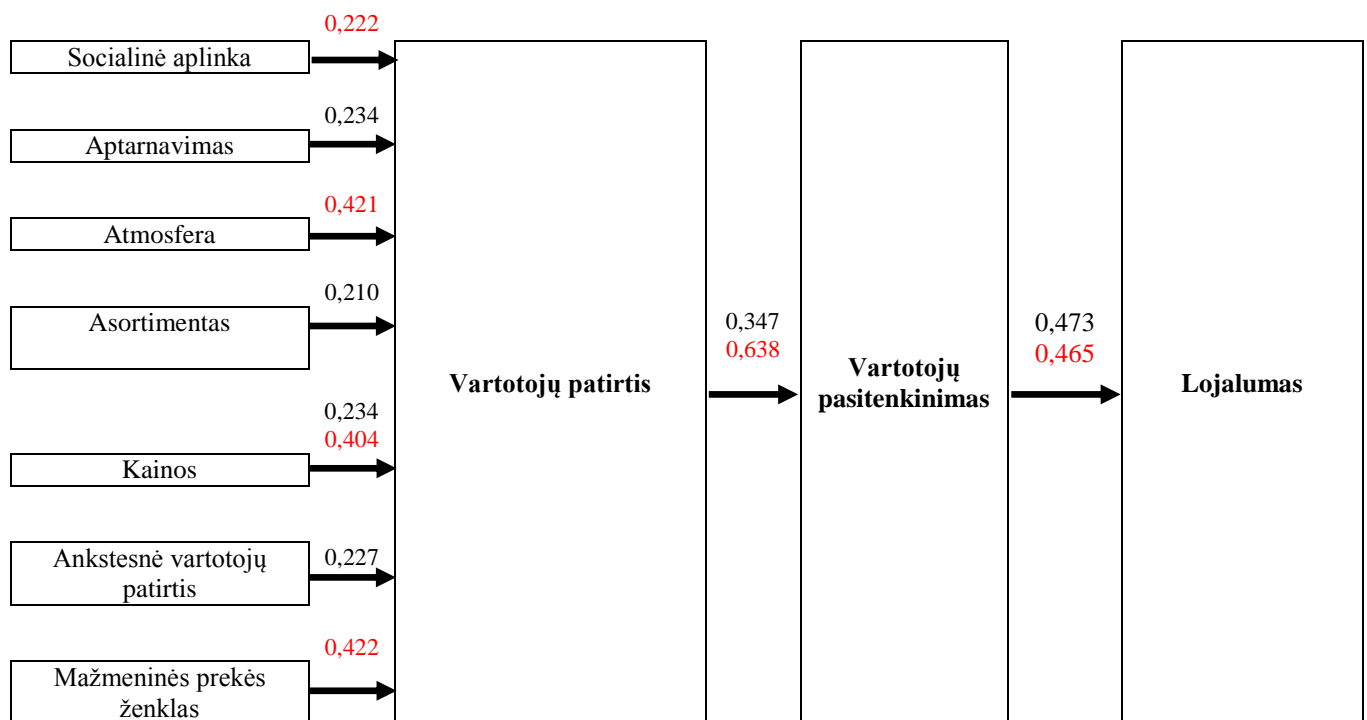 0,222
Socialinė aplinka
0,234
Aptarnavimas
0,421
Atmosfera
0,210
Asortimentas
0,234
0,404
Kainos
Ankstesnė vartotojų
patirtis
0,227
0,422
Mažmeninės prekės
ženklas
Vartotojų patirtis
0,347
0,638
Vartotojų
pasitenkinimas
0,473
0,465
Lojalumas